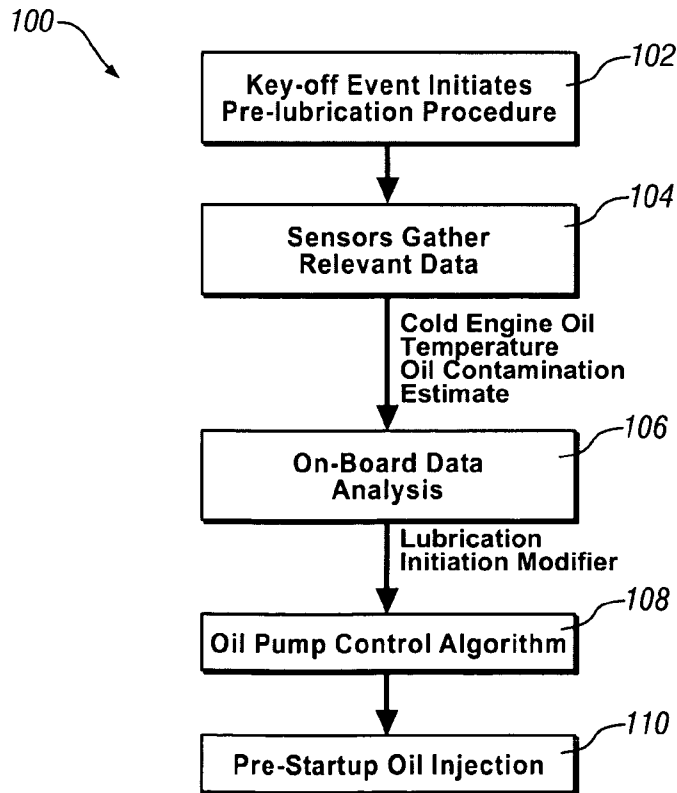 100
102
Key-off Event Initiates
Pre-lubrication Procedure
104
Sensors Gather
Relevant Data
Cold Engine Oil
Temperature
Oil Contamination
Estimate
106
On-Board Data
Analysis
Lubrication
Initiation Modifier
108
Oil Pump Control Algorithm
110
Pre-Startup Oil Injection